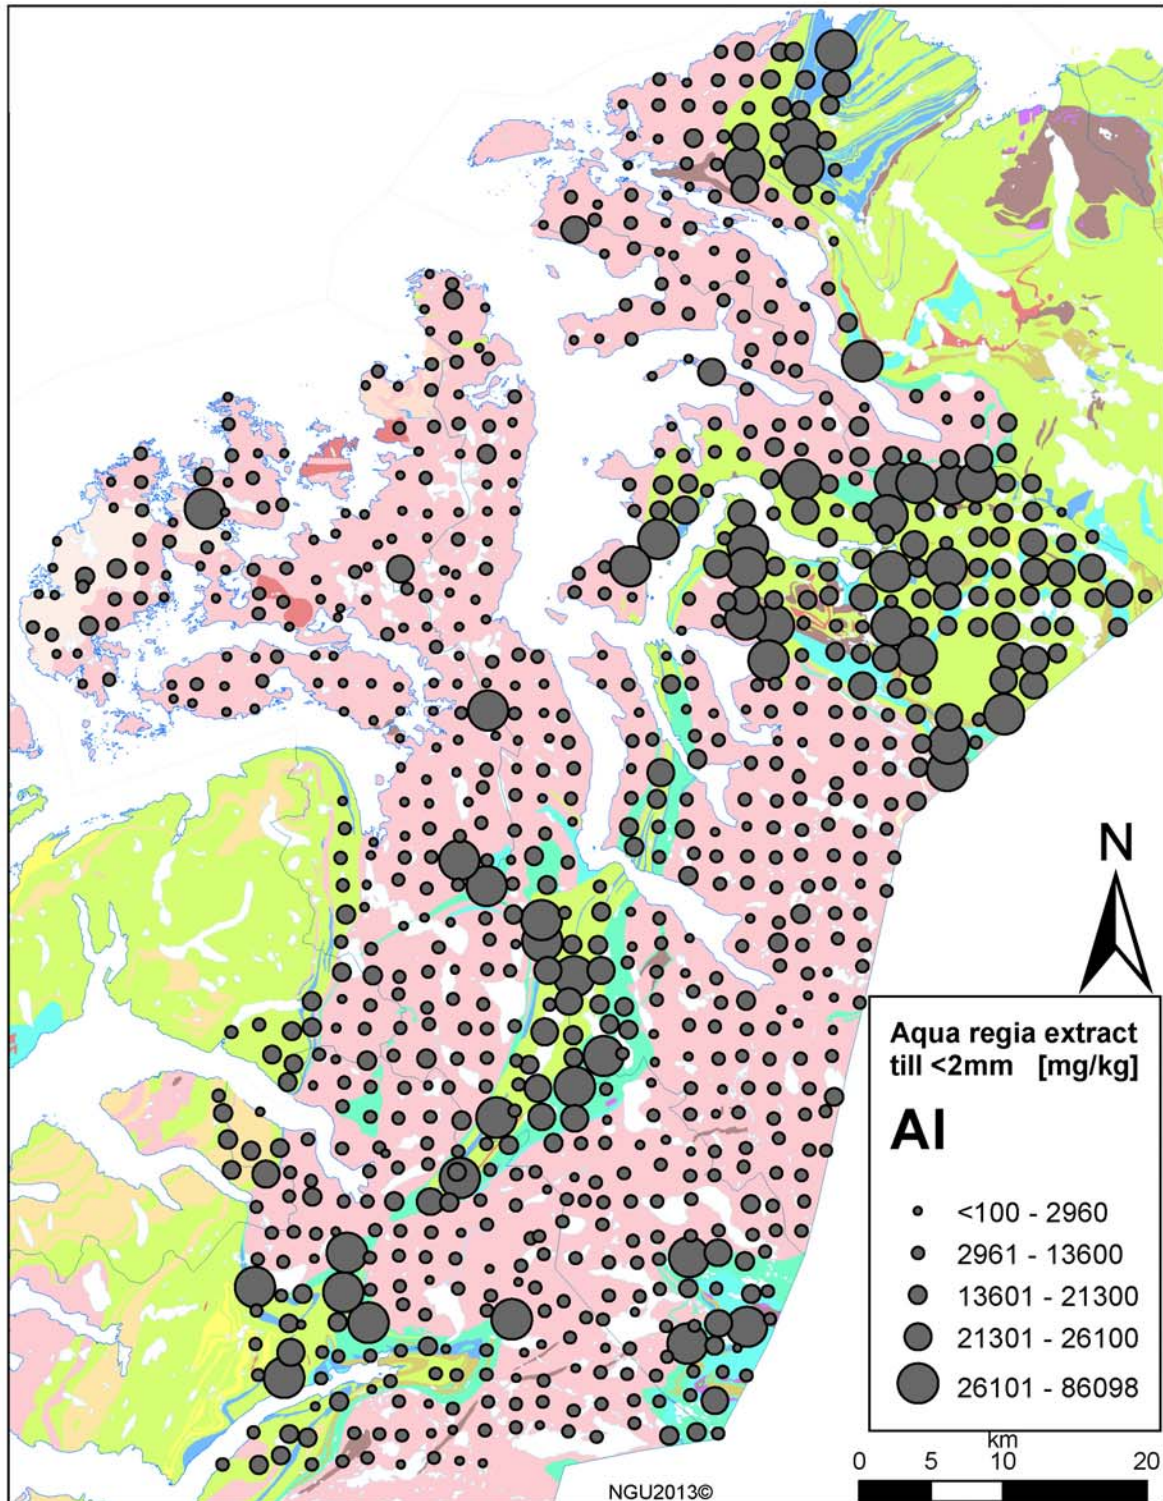 N
Aqua regia extract
till <2mm [mg/kg]
Al
<100 - 2960
2961 - 13600
13601 - 21300
21301 - 26100
26101 - 86098
km
0 5 10 20
NGU2013©